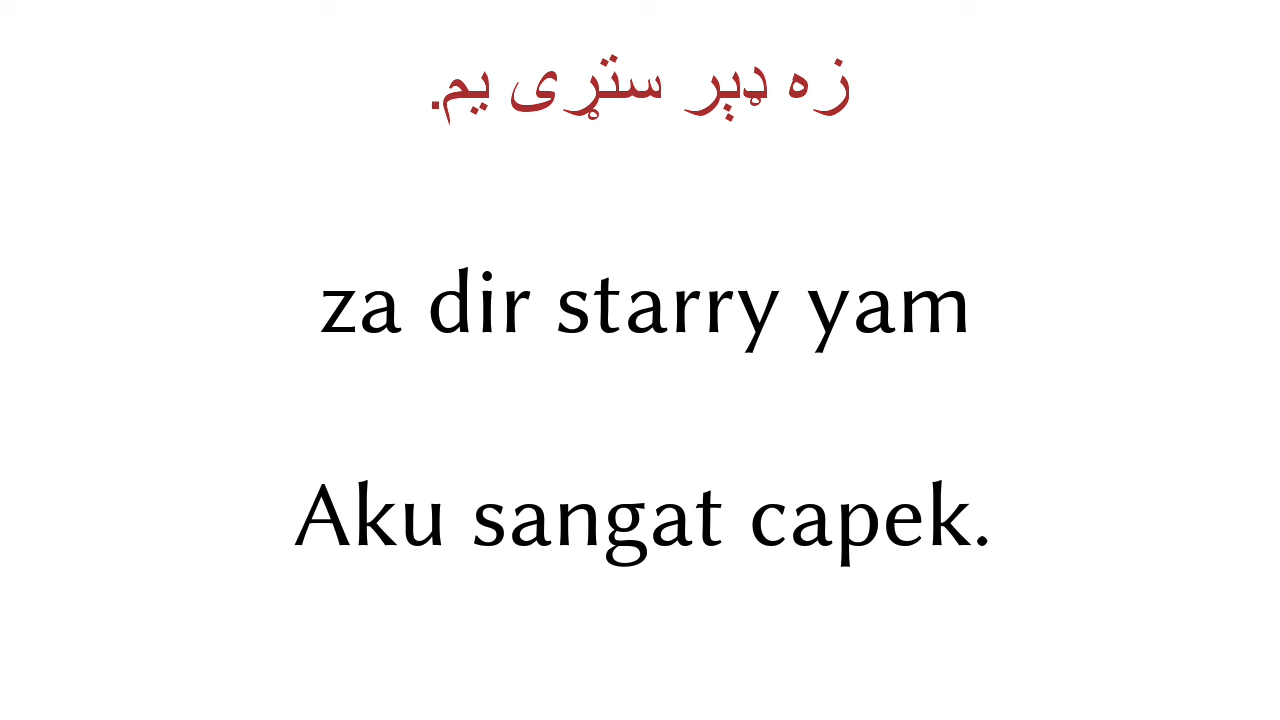 زه ډېر ستړی یم.
za dir starry yam
Aku sangat capek.